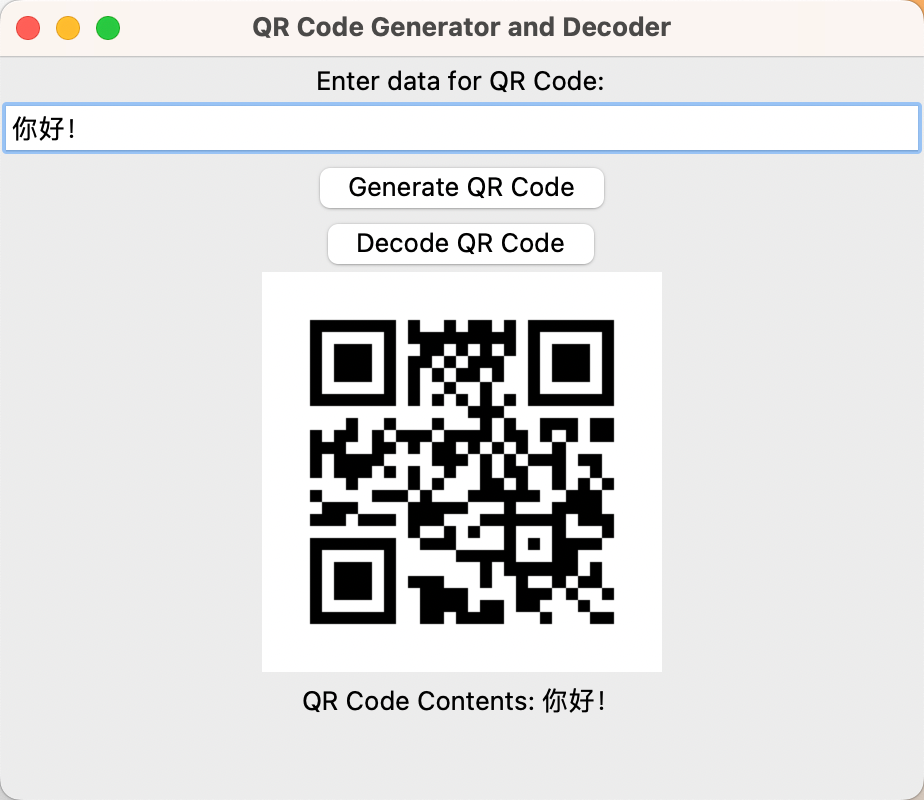 QR Code Generator and Decoder
Enter data for QR Code:
你好！
Generate QR Code
Decode QR Code
QR Code Contents: 你好！